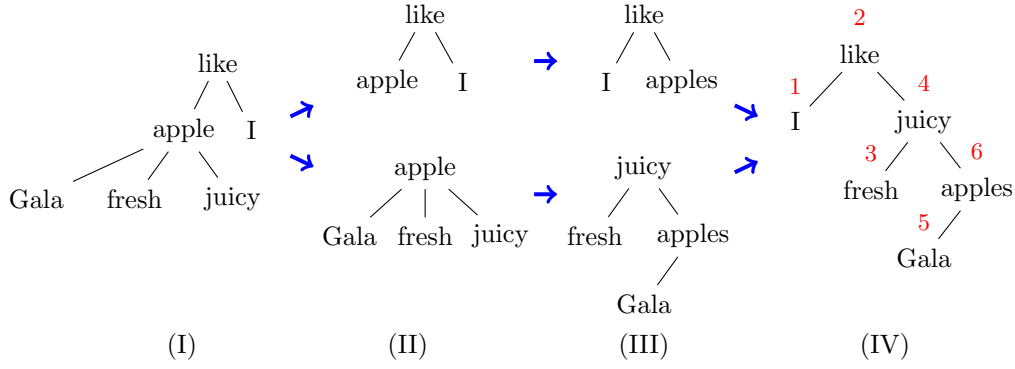 like
apple I
Gala fresh juicy
(I)
like
apple I
apple
Gala fresh juicy
(II)
like
I apples
juicy
fresh apples
Gala
(III)
2
like
1 4
I juicy
3 6
fresh apples
5
Gala
(IV)